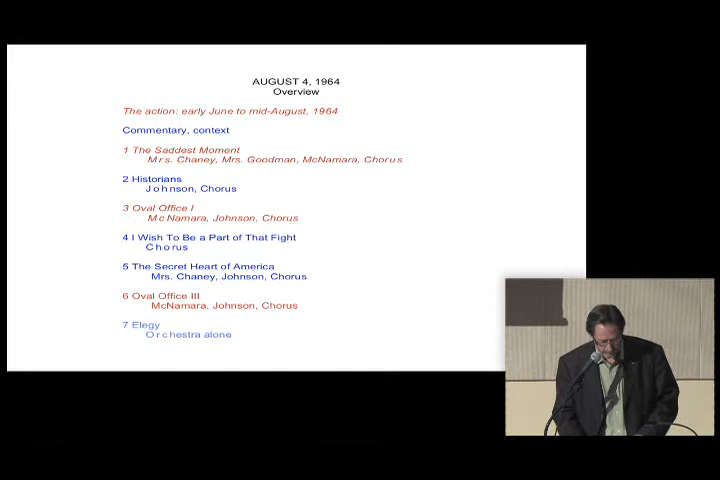 AUGUST 4, 1964
Overview
The action: early June to mid-August, 1964
Commentary, context
1 The Saddest Moment
Mrs. Chaney, Mrs. Goodman, McNamara, Chorus
2 Historians
Johnson, Chorus
3 Oval Office I
McNamara, Johnson, Chorus
4 I Wish To Be a Part of That Fight
Chorus
5 The Secret Heart of America
Mrs. Chaney, Johnson, Chorus
6 Oval Office III
McNamara, Johnson, Chorus
7 Elegy
Orchestra alone